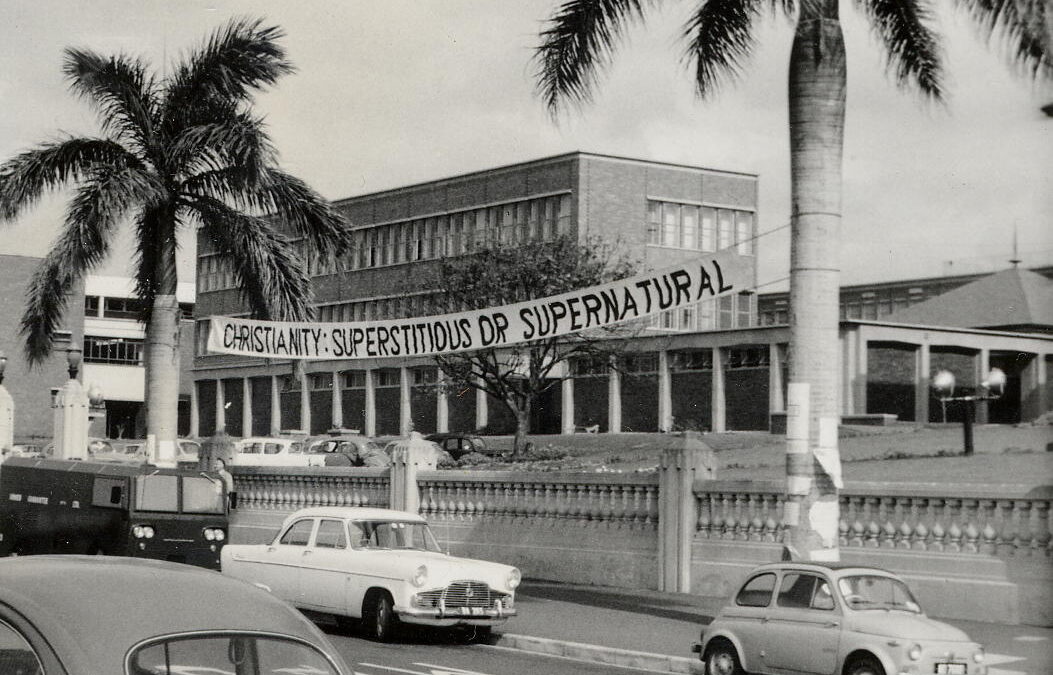 CHRISTIANITY: SUPERSTITIOUS OR SUPERNATURAL